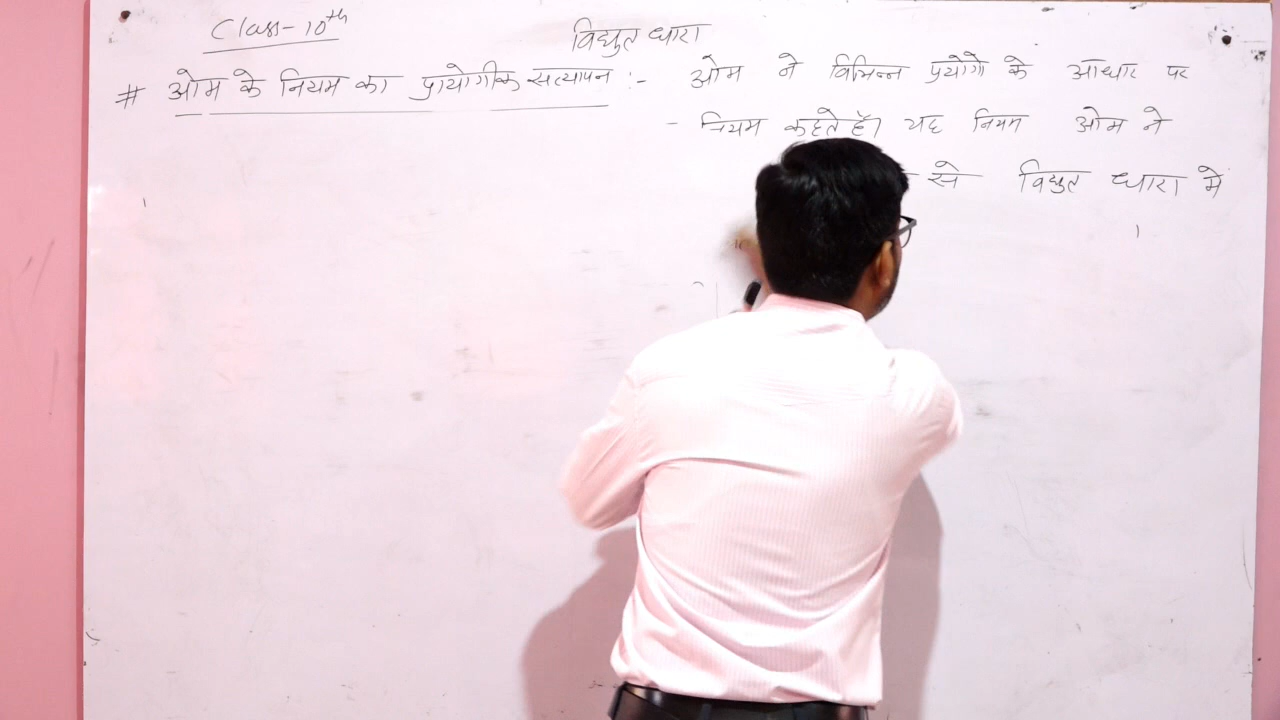 Class-10th
विद्युत धारा
# ओम के नियम का प्रायोगीक सत्यापन :- ओम ने विभिन्न प्रयोगो के आधार पर
नियम कहते है। यह नियम ओम ने
से विद्युत धारा मे